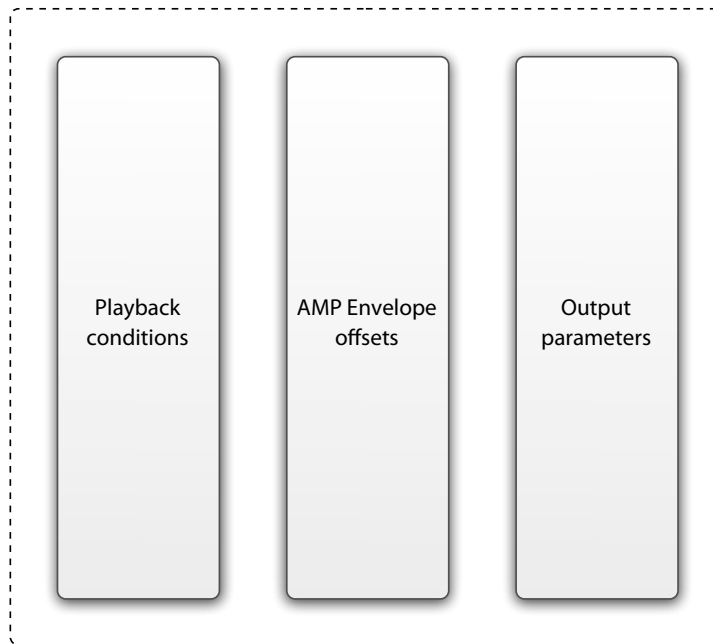 Playback
conditions
AMP Envelope
offsets
Output
parameters